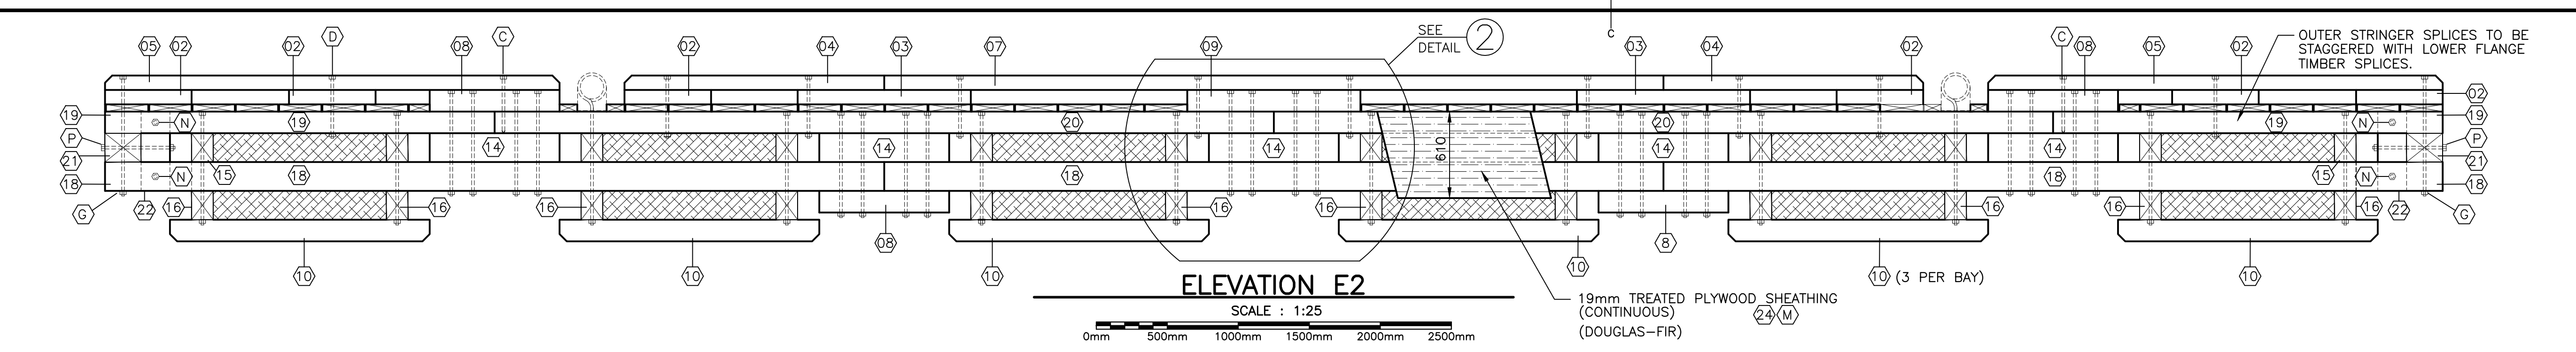 C
05
02
02
D
08
C
02
04
03
07
09
SEE
DETAIL
2
03
04
02
C
08
05
02
OUTER STRINGER SPLICES TO BE
STAGGERED WITH LOWER FLANGE
TIMBER SPLICES.
02
19
N
19
20
20
19
N
19
P
14
14
14
14
14
P
21
610
21
18
N
15
18
18
18
15
N
18
G
22
16
16
16
16
16
16
16
16
22
G
08
8
10
10
10
10
10 (3 PER BAY)
10
ELEVATION E2
SCALE : 1:25
0mm 500mm 1000mm 1500mm 2000mm 2500mm
19mm TREATED PLYWOOD SHEATHING
(CONTINUOUS) 24 M
(DOUGLAS-FIR)